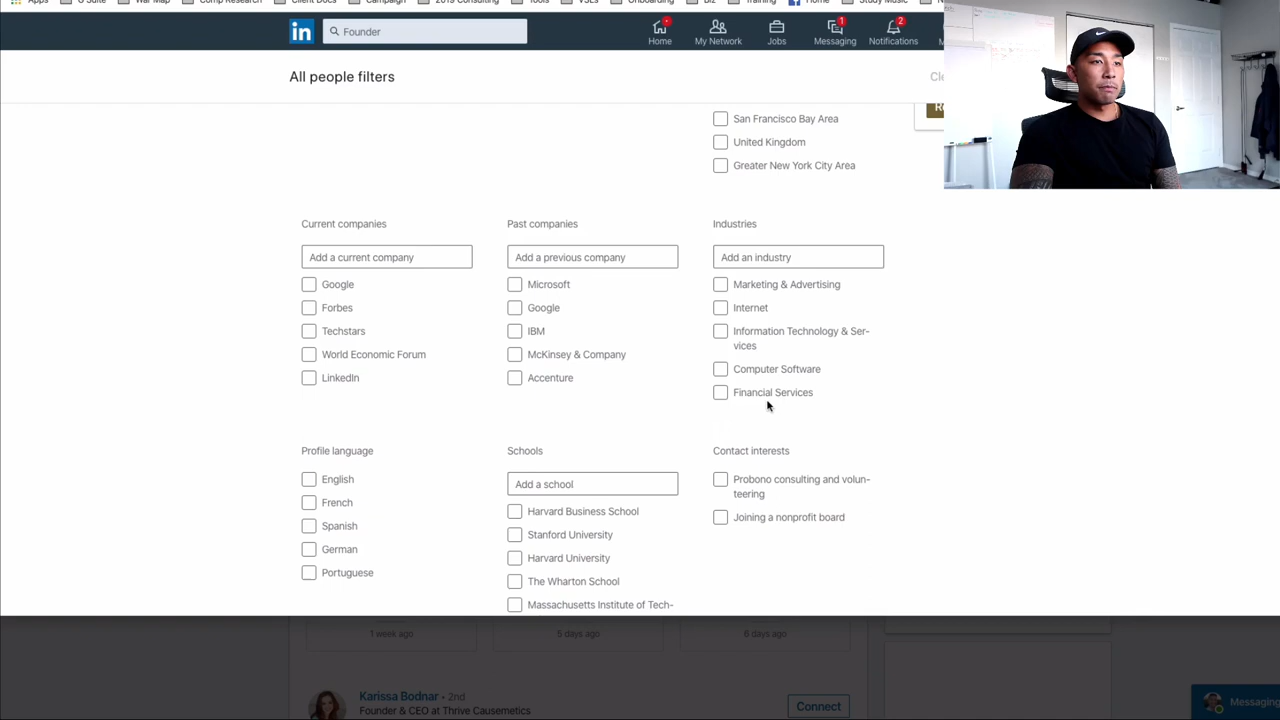 Apps G Suite War Map Comp Research Client Docs Campaign 2019 Consulting Tools VSLs Onboarding Biz Training Home Study Music
in Founder
Home My Network Jobs Messaging 1 Notifications 2
All people filters
San Francisco Bay Area
United Kingdom
Greater New York City Area
Current companies Past companies Industries
Add a current company Add a previous company Add an industry
Google Microsoft Marketing & Advertising
Forbes Google Internet
Techstars IBM Information Technology & Ser-
vices
World Economic Forum McKinsey & Company Computer Software
LinkedIn Accenture Financial Services
Profile language Schools Contact interests
English Add a school Probono consulting and volun-
teering
French Harvard Business School Joining a nonprofit board
Spanish Stanford University
German Harvard University
Portuguese The Wharton School
Massachusetts Institute of Tech-
1 week ago 5 days ago 6 days ago
Karissa Bodnar • 2nd
Founder & CEO at Thrive Causemetics
Connect
Messaging